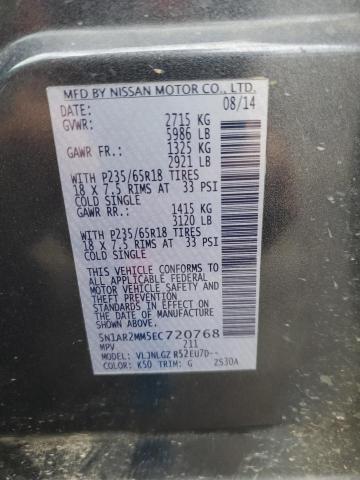 MFD BY NISSAN MOTOR CO., LTD.
DATE: 08/14
GVWR: 2715 KG
5986 LB
GAWR FR.: 1325 KG
2921 LB
WITH P235/65R18 TIRES
18 X 7.5 RIMS AT 33 PSI
COLD SINGLE
GAWR RR.: 1415 KG
3120 LB
WITH P235/65R18 TIRES
18 X 7.5 RIMS AT 33 PSI
COLD SINGLE
THIS VEHICLE CONFORMS TO
ALL APPLICABLE FEDERAL
MOTOR VEHICLE SAFETY
STANDARDS IN EFFECT ON
THE DATE OF MANUFACTURE
SHOWN ABOVE.
5N1AR2MM5EC720768
MPV 211
MODEL: VLJNLGZ R52EU7D--
COLOR: K50 TRIM: G 2S30A